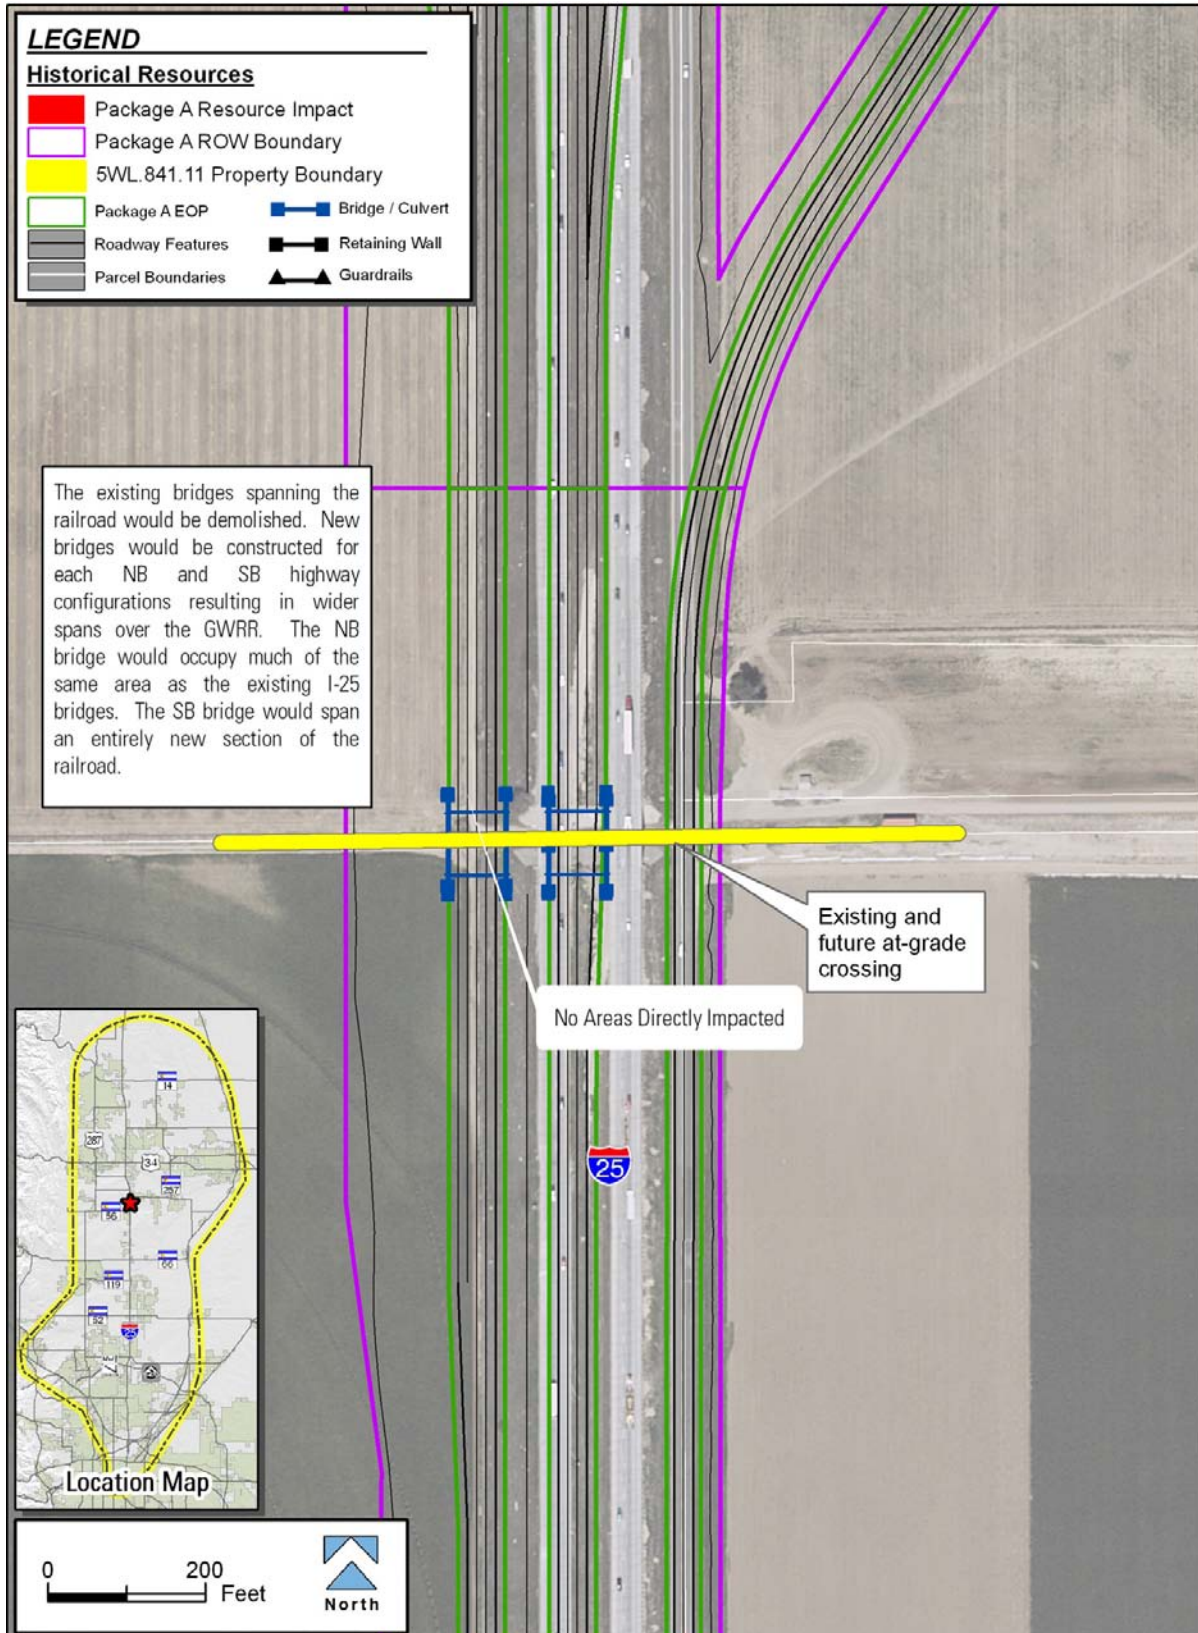 LEGEND
Historical Resources
Package A Resource Impact
Package A ROW Boundary
5WL.841.11 Property Boundary
Package A EOP
Bridge / Culvert
Roadway Features
Retaining Wall
Parcel Boundaries
Guardrails
The existing bridges spanning the
railroad would be demolished. New
bridges would be constructed for
each NB and SB highway
configurations resulting in wider
spans over the GWRR. The NB
bridge would occupy much of the
same area as the existing I-25
bridges. The SB bridge would span
an entirely new section of the
railroad.
Existing and
future at-grade
crossing
No Areas Directly Impacted
25
14
287
34
257
56
66
119
52
25
Location Map
0 200
Feet
North